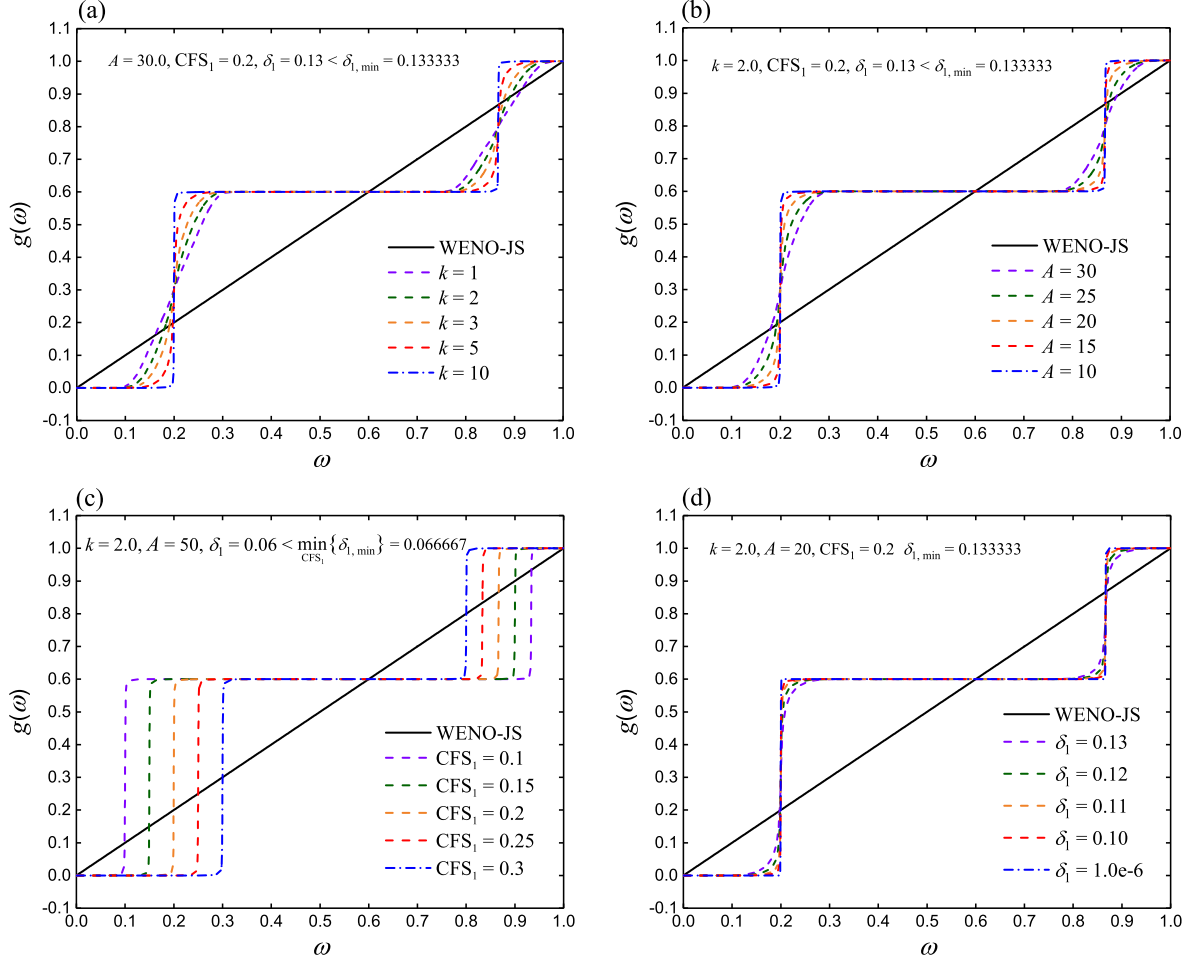 (a)
A = 30.0, CFS₁ = 0.2, δ₁ = 0.13 < δ₁, min = 0.133333
1.1
1.0
0.9
0.8
0.7
0.6
0.5
0.4
0.3
0.2
0.1
0.0
-0.1
g(ω)
WENO-JS
k = 1
k = 2
k = 3
k = 5
k = 10
0.0 0.1 0.2 0.3 0.4 0.5 0.6 0.7 0.8 0.9 1.0
ω
(b)
k = 2.0, CFS₁ = 0.2, δ₁ = 0.13 < δ₁, min = 0.133333
1.1
1.0
0.9
0.8
0.7
0.6
0.5
0.4
0.3
0.2
0.1
0.0
-0.1
g(ω)
WENO-JS
A = 30
A = 25
A = 20
A = 15
A = 10
0.0 0.1 0.2 0.3 0.4 0.5 0.6 0.7 0.8 0.9 1.0
ω
(c)
k = 2.0, A = 50, δ₁ = 0.06 < min{δ₁, min} = 0.066667
CFS₁
1.1
1.0
0.9
0.8
0.7
0.6
0.5
0.4
0.3
0.2
0.1
0.0
-0.1
g(ω)
WENO-JS
CFS₁ = 0.1
CFS₁ = 0.15
CFS₁ = 0.2
CFS₁ = 0.25
CFS₁ = 0.3
0.0 0.1 0.2 0.3 0.4 0.5 0.6 0.7 0.8 0.9 1.0
ω
(d)
k = 2.0, A = 20, CFS₁ = 0.2 δ₁, min = 0.133333
1.1
1.0
0.9
0.8
0.7
0.6
0.5
0.4
0.3
0.2
0.1
0.0
-0.1
g(ω)
WENO-JS
δ₁ = 0.13
δ₁ = 0.12
δ₁ = 0.11
δ₁ = 0.10
δ₁ = 1.0e-6
0.0 0.1 0.2 0.3 0.4 0.5 0.6 0.7 0.8 0.9 1.0
ω